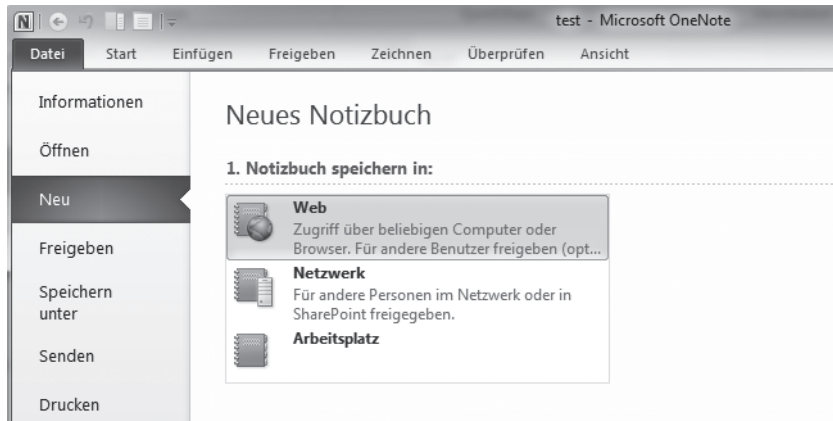 test - Microsoft OneNote
Datei Start Einfügen Freigeben Zeichnen Überprüfen Ansicht
Informationen
Öffnen
Neu
Freigeben
Speichern
unter
Senden
Drucken
Neues Notizbuch
1. Notizbuch speichern in:
Web
Zugriff über beliebigen Computer oder
Browser. Für andere Benutzer freigeben (opt...
Netzwerk
Für andere Personen im Netzwerk oder in
SharePoint freigegeben.
Arbeitsplatz